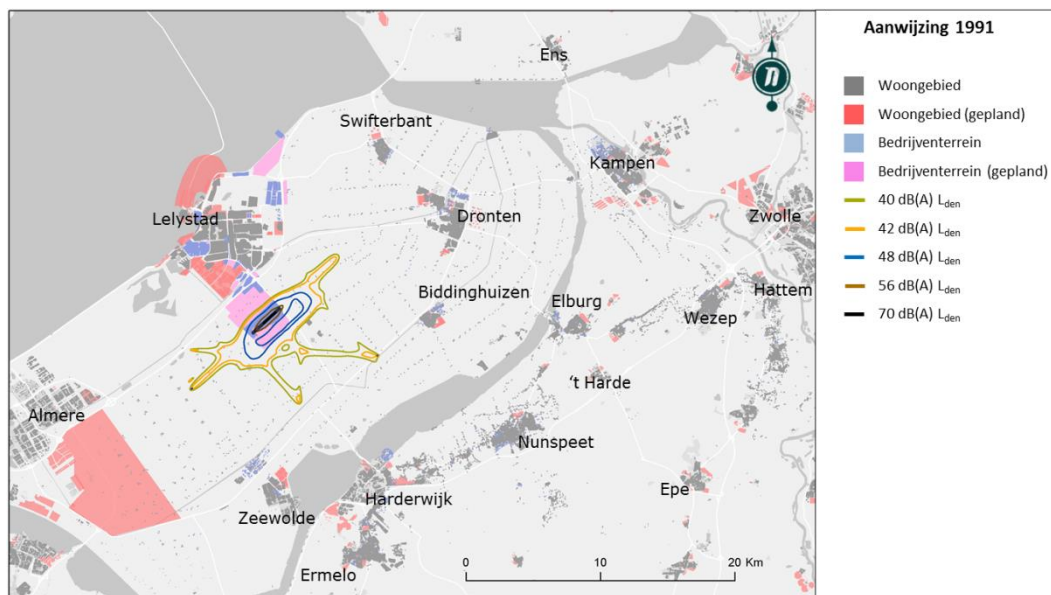 Aanwijzing 1991
Woongebied
Woongebied (gepland)
Bedrijventerrein
Bedrijventerrein (gepland)
40 dB(A) Lden
42 dB(A) Lden
48 dB(A) Lden
56 dB(A) Lden
70 dB(A) Lden
Ens
Swifterbant
Kampen
Lelystad
Dronten
Zwolle
Biddinghuizen
Elburg
Hattem
Wezep
't Harde
Almere
Nunspeet
Epe
Harderwijk
Zeewolde
Ermelo
0 10 20 Km